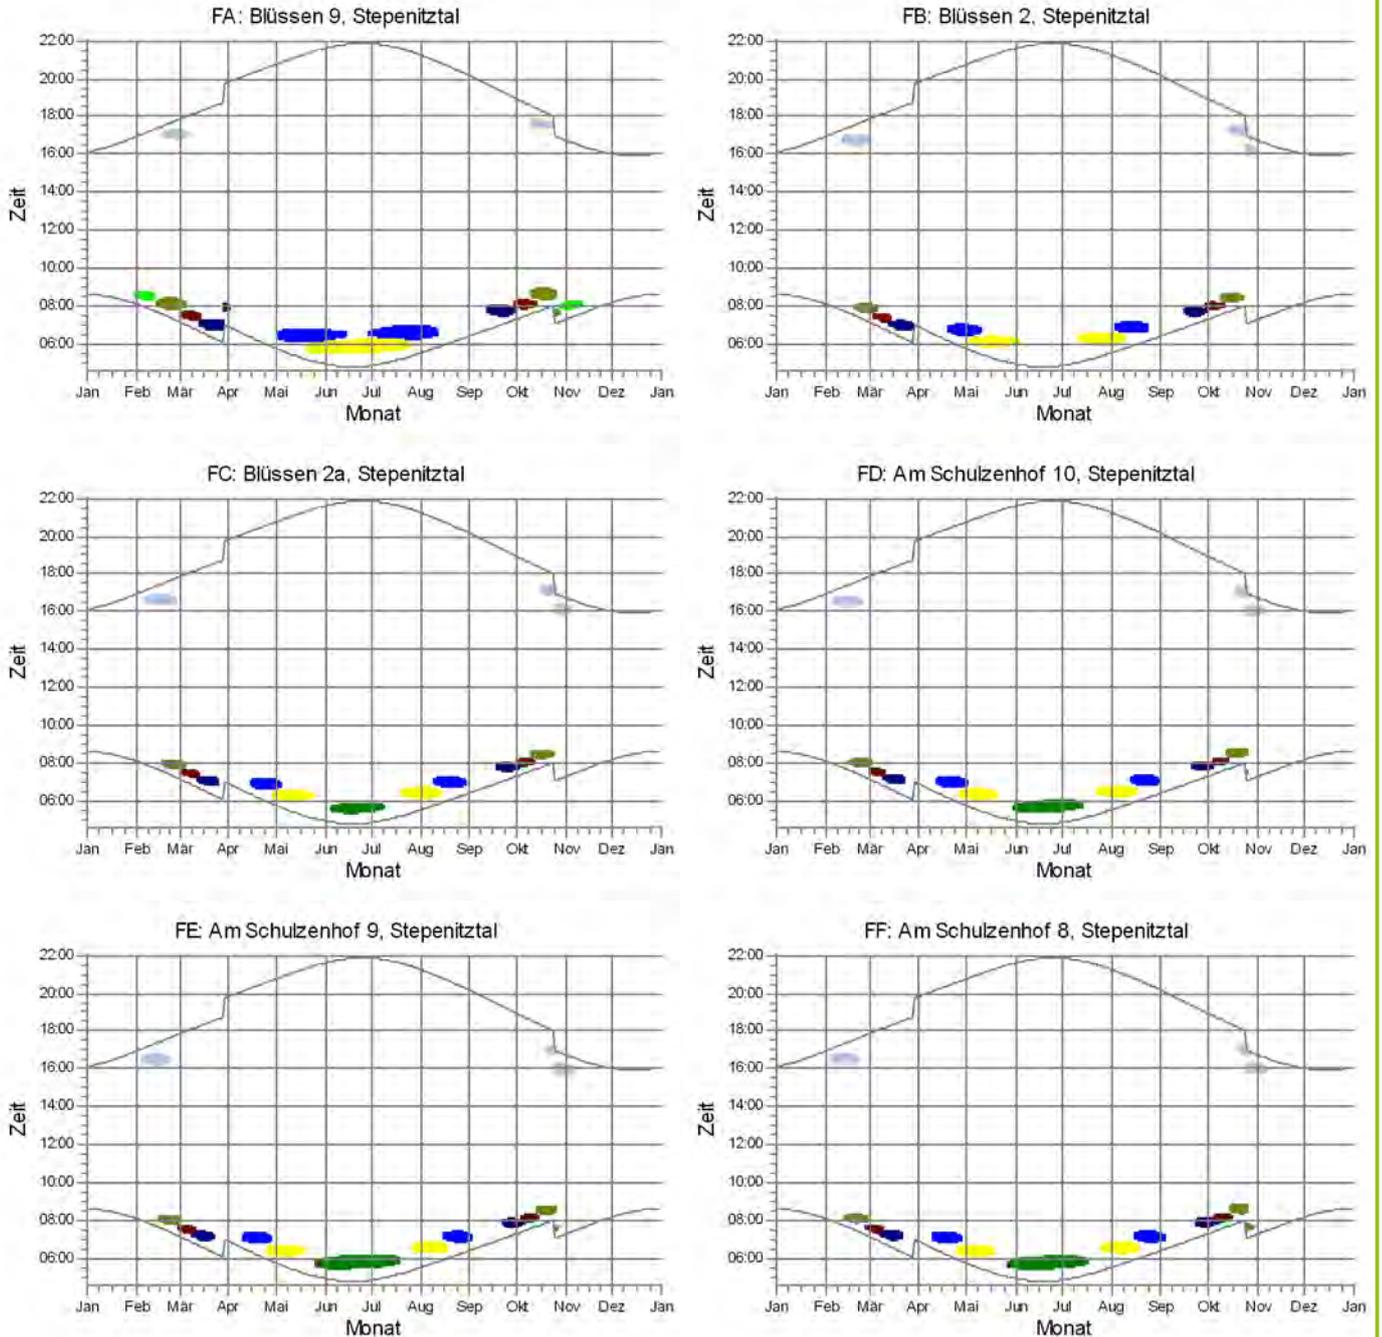 FA: Blüssen 9, Stepenitztal
22:00
20:00
18:00
16:00
14:00
12:00
10:00
08:00
06:00
Zeit
Jan Feb Mär Apr Mai Jun Jul Aug Sep Okt Nov Dez Jan
Monat
FB: Blüssen 2, Stepenitztal
22:00
20:00
18:00
16:00
14:00
12:00
10:00
08:00
06:00
Zeit
Jan Feb Mär Apr Mai Jun Jul Aug Sep Okt Nov Dez Jan
Monat
FC: Blüssen 2a, Stepenitztal
22:00
20:00
18:00
16:00
14:00
12:00
10:00
08:00
06:00
Zeit
Jan Feb Mär Apr Mai Jun Jul Aug Sep Okt Nov Dez Jan
Monat
FD: Am Schulzenhof 10, Stepenitztal
22:00
20:00
18:00
16:00
14:00
12:00
10:00
08:00
06:00
Zeit
Jan Feb Mär Apr Mai Jun Jul Aug Sep Okt Nov Dez Jan
Monat
FE: Am Schulzenhof 9, Stepenitztal
22:00
20:00
18:00
16:00
14:00
12:00
10:00
08:00
06:00
Zeit
Jan Feb Mär Apr Mai Jun Jul Aug Sep Okt Nov Dez Jan
Monat
FF: Am Schulzenhof 8, Stepenitztal
22:00
20:00
18:00
16:00
14:00
12:00
10:00
08:00
06:00
Zeit
Jan Feb Mär Apr Mai Jun Jul Aug Sep Okt Nov Dez Jan
Monat